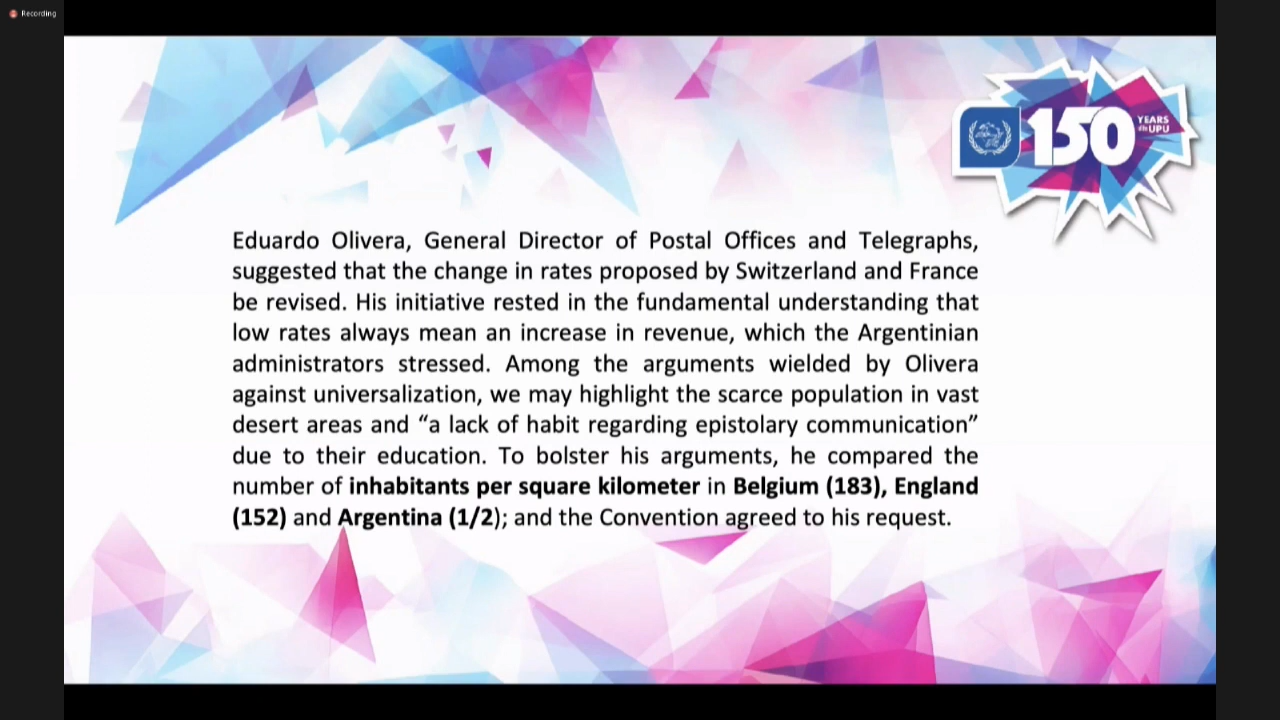 Recording
150
YEARS
of the UPU
Eduardo Olivera, General Director of Postal Offices and Telegraphs,
suggested that the change in rates proposed by Switzerland and France
be revised. His initiative rested in the fundamental understanding that
low rates always mean an increase in revenue, which the Argentinian
administrators stressed. Among the arguments wielded by Olivera
against universalization, we may highlight the scarce population in vast
desert areas and “a lack of habit regarding epistolary communication”
due to their education. To bolster his arguments, he compared the
number of inhabitants per square kilometer in Belgium (183), England
(152) and Argentina (1/2); and the Convention agreed to his request.